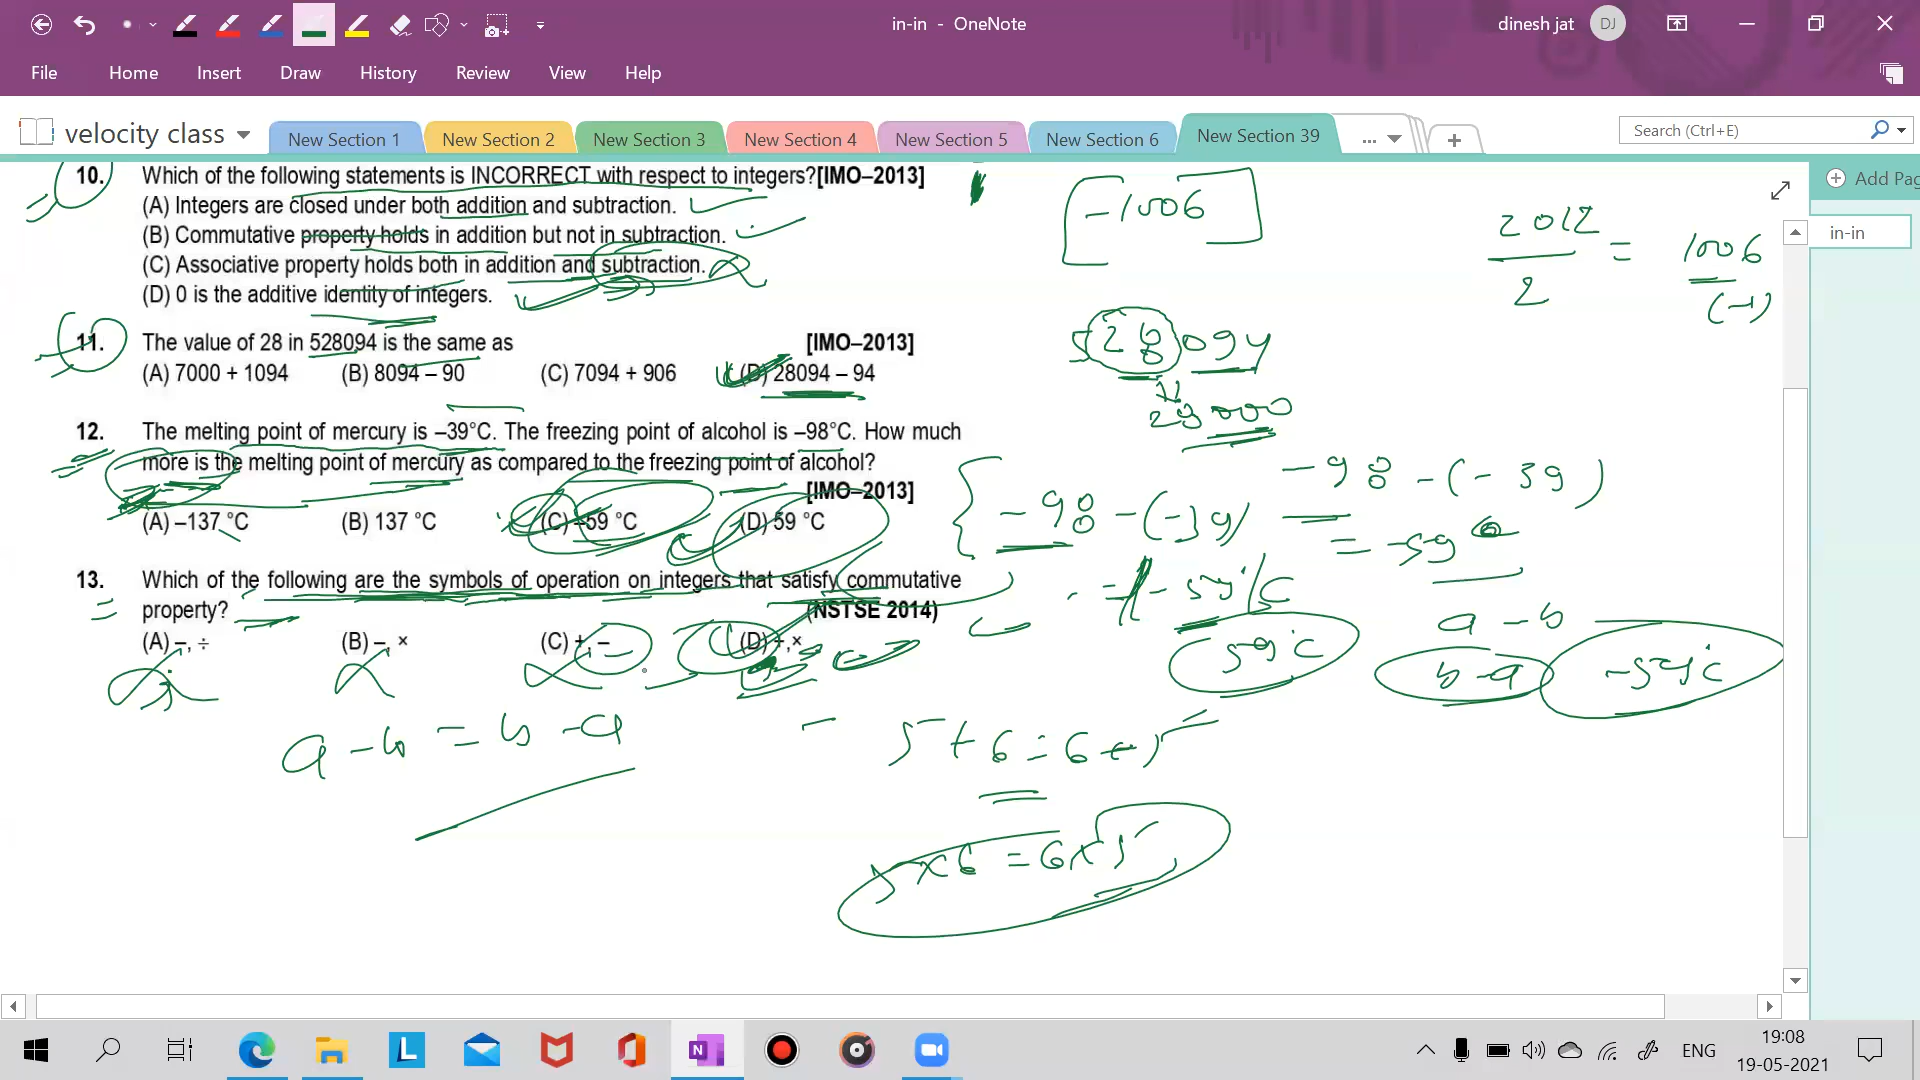 in-in - OneNote
dinesh jat
DJ
File Home Insert Draw History Review View Help
velocity class
New Section 1 New Section 2 New Section 3 New Section 4 New Section 5 New Section 6 New Section 39 ...
Search (Ctrl+E)
Add Pag
in-in
10. Which of the following statements is INCORRECT with respect to integers?[IMO–2013]
(A) Integers are closed under both addition and subtraction.
(B) Commutative property holds in addition but not in subtraction.
(C) Associative property holds both in addition and subtraction.
(D) 0 is the additive identity of integers.
11. The value of 28 in 528094 is the same as [IMO–2013]
(A) 7000 + 1094 (B) 8094 – 90 (C) 7094 + 906 (D) 28094 – 94
12. The melting point of mercury is –39°C. The freezing point of alcohol is –98°C. How much
more is the melting point of mercury as compared to the freezing point of alcohol?
[IMO–2013]
(A) –137 °C (B) 137 °C (C) –59 °C (D) 59 °C
13. Which of the following are the symbols of operation on integers that satisfy commutative
property? (NSTSE 2014)
(A) –, ÷ (B) –, × (C) +, – (D) +,×
-1006
2012
= 1006
2
(-1)
528094
28000
-98 -(-39)
-98 -(-39)
= -59
= -59°C
59°C
a - b
b - a
-59°C
a - b = b - a
5 + 6 = 6 + 5
5 x 6 = 6 x 5
L
N
ENG
19:08
19-05-2021